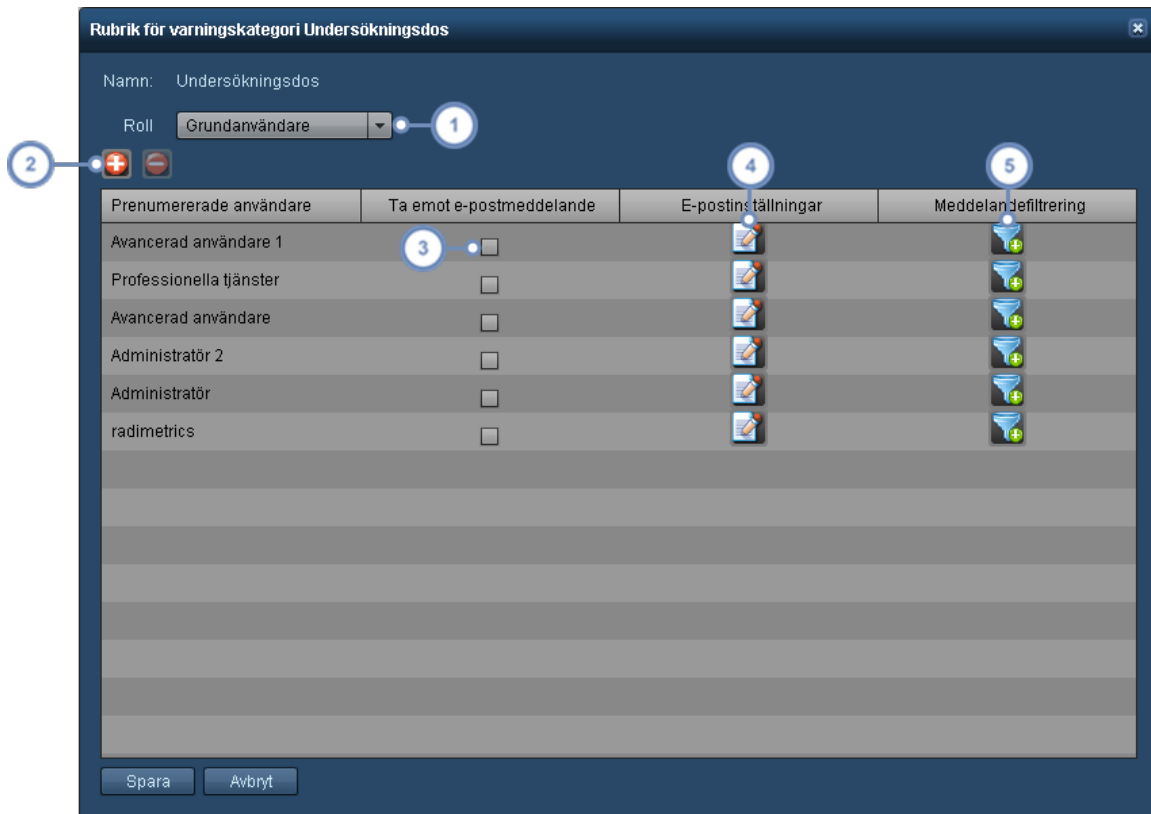 Rubrik för varningskategori Undersökningsdos
Namn: Undersökningsdos
Roll Grundanvändare 1
2
4 5
Prenumererade användare Ta emot e-postmeddelande E-postinställningar Meddelandefiltrering
Avancerad användare 1 3
Professionella tjänster
Avancerad användare
Administratör 2
Administratör
radimetrics
Spara Avbryt